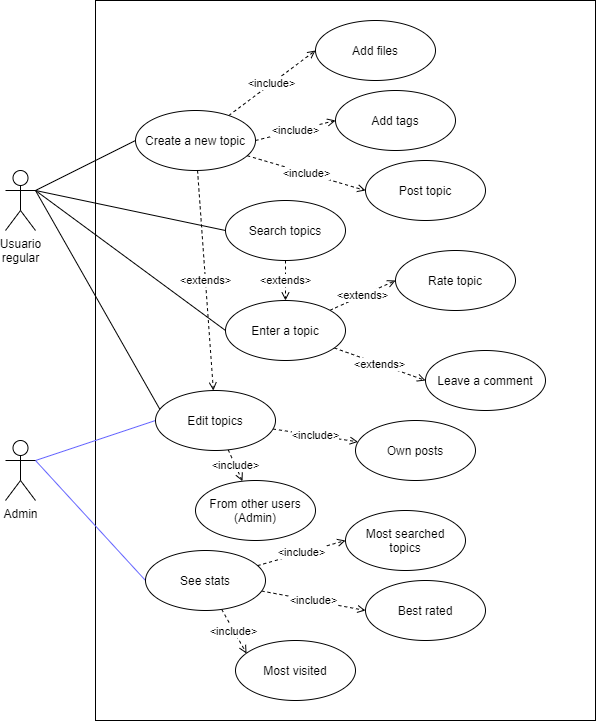 Add files
<include>
Add tags
Create a new topic
<include>
<include>
Post topic
Usuario
regular
Search topics
<extends>
<extends>
Rate topic
<extends>
Enter a topic
<extends>
Leave a comment
Edit topics
<include>
Own posts
<include>
From other users
(Admin)
Admin
Most searched
topics
<include>
See stats
<include>
Best rated
<include>
Most visited